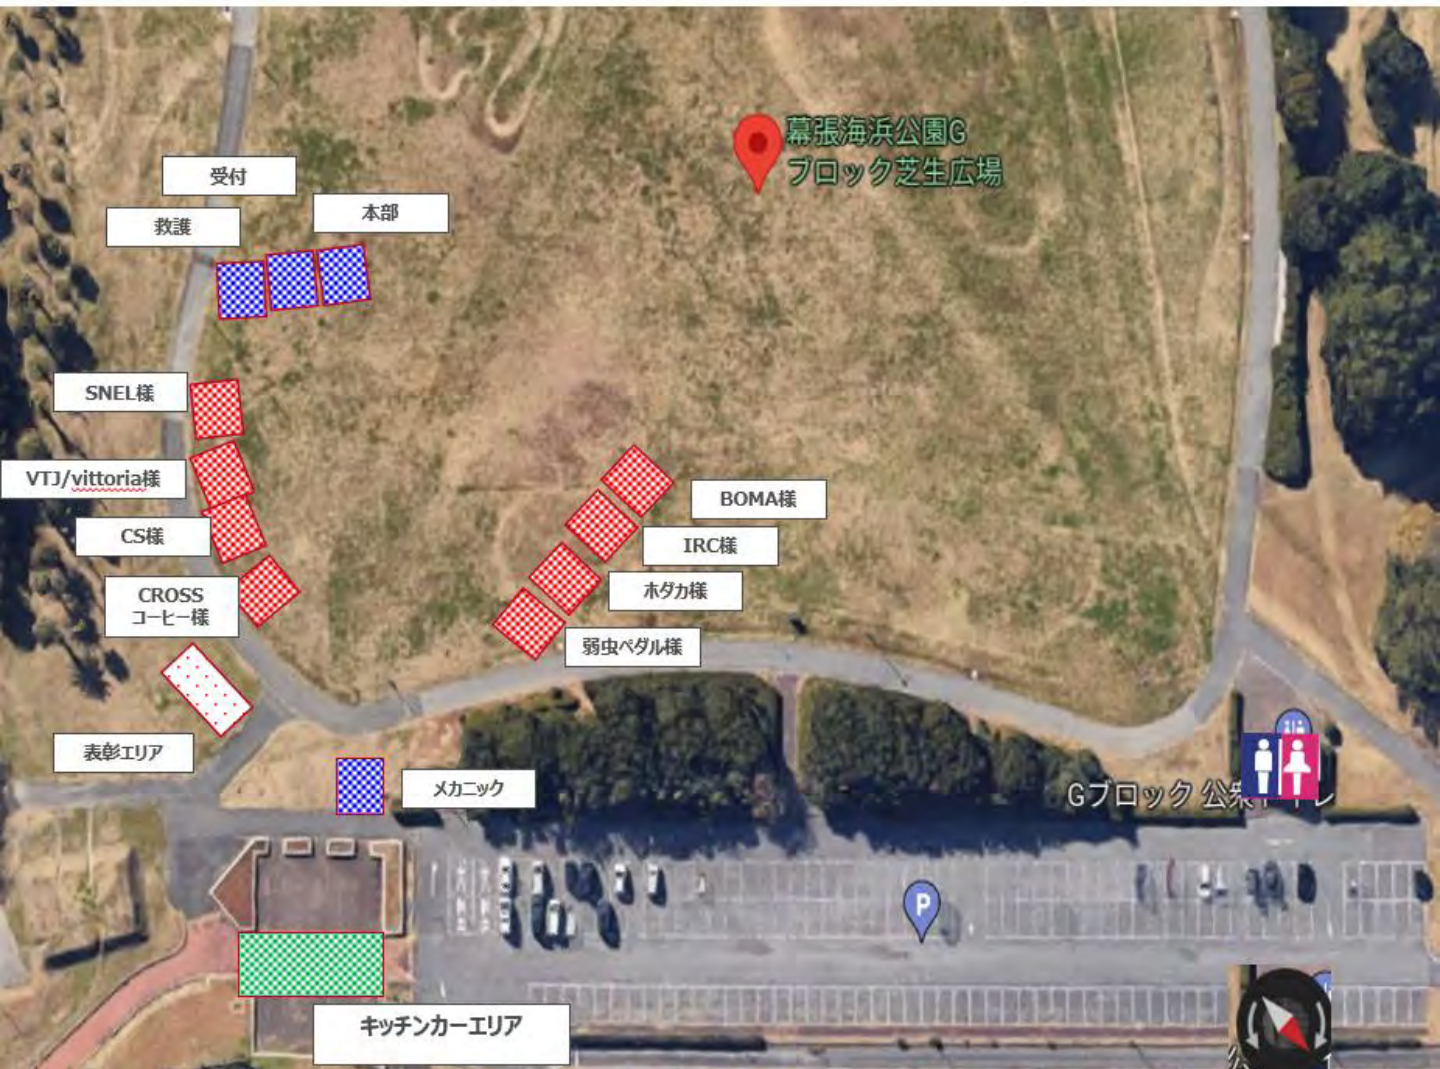 幕張海浜公園G
ブロック芝生広場
受付
救護
本部
SNEL様
VTJ/vittoria様
CS様
CROSS
コーヒー様
BOMA様
IRC様
ホダカ様
弱虫ペダル様
表彰エリア
メカニック
Gブロック 公衆トイレ
P
キッチンカーエリア